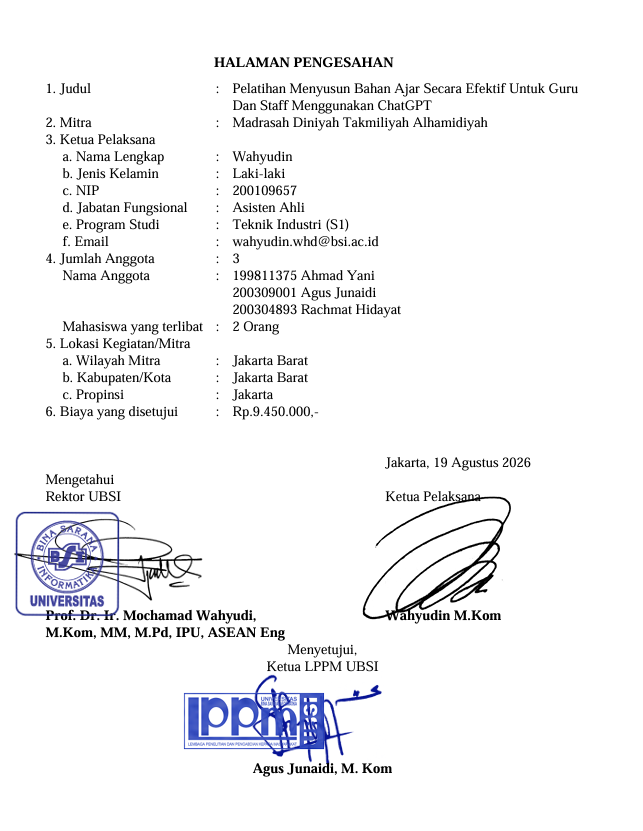 HALAMAN PENGESAHAN
1. Judul : Pelatihan Menyusun Bahan Ajar Secara Efektif Untuk Guru
Dan Staff Menggunakan ChatGPT
2. Mitra : Madrasah Diniyah Takmiliyah Alhamidiyah
3. Ketua Pelaksana
a. Nama Lengkap : Wahyudin
b. Jenis Kelamin : Laki-laki
c. NIP : 200109657
d. Jabatan Fungsional : Asisten Ahli
e. Program Studi : Teknik Industri (S1)
f. Email : wahyudin.whd@bsi.ac.id
4. Jumlah Anggota : 3
Nama Anggota : 199811375 Ahmad Yani
200309001 Agus Junaidi
200304893 Rachmat Hidayat
Mahasiswa yang terlibat : 2 Orang
5. Lokasi Kegiatan/Mitra
a. Wilayah Mitra : Jakarta Barat
b. Kabupaten/Kota : Jakarta Barat
c. Propinsi : Jakarta
6. Biaya yang disetujui : Rp.9.450.000,-
Jakarta, 19 Agustus 2026
Mengetahui
Rektor UBSI
Ketua Pelaksana
BINA SARANA
BSI
INFORMATIKA
UNIVERSITAS
Prof. Dr. Ir. Mochamad Wahyudi,
M.Kom, MM, M.Pd, IPU, ASEAN Eng
Wahyudin M.Kom
Menyetujui,
Ketua LPPM UBSI
lppm
UNIVERSITAS
LEMBAGA PENELITIAN DAN PENGABDIAN KEPADA MASYARAKAT
Agus Junaidi, M. Kom